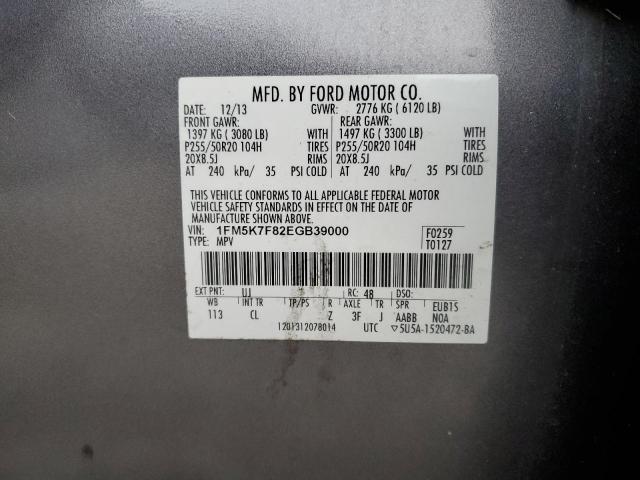 MFD. BY FORD MOTOR CO.
DATE: 12/13 GVWR: 2776 KG ( 6120 LB)
FRONT GAWR: REAR GAWR:
1397 KG ( 3080 LB) WITH 1497 KG ( 3300 LB) WITH
P255/50R20 104H TIRES P255/50R20 104H TIRES
20X8.5J RIMS 20X8.5J RIMS
AT 240 kPa/ 35 PSI COLD AT 240 kPa/ 35 PSI COLD
THIS VEHICLE CONFORMS TO ALL APPLICABLE FEDERAL MOTOR
VEHICLE SAFETY STANDARDS IN EFFECT ON THE DATE OF
MANUFACTURE SHOWN ABOVE.
VIN: 1FM5K7F82EGB39000 F0259
TYPE: MPV T0127
EXT PNT: UJ RC: 48 DSO:
WB INT TR TP/PS R AXLE TR SPR EUB15
113 CL Z 3F J AABB NOA
1201312078014 UTC ▽5U5A-1520472-BA